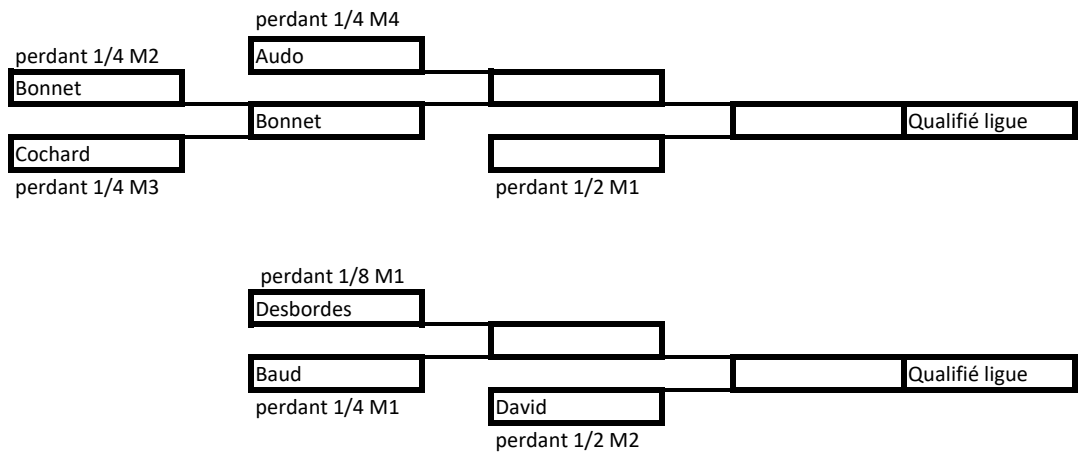 perdant 1/4 M4
perdant 1/4 M2
Audo
Bonnet
Bonnet
Qualifié ligue
Cochard
perdant 1/4 M3
perdant 1/2 M1
perdant 1/8 M1
Desbordes
Baud
Qualifié ligue
perdant 1/4 M1
David
perdant 1/2 M2